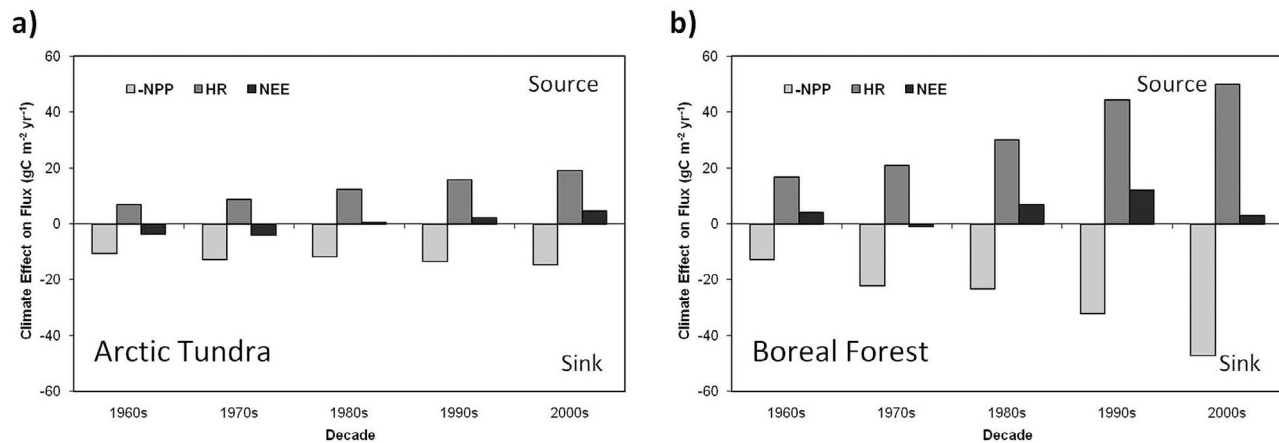 a)
Climate Effect on Flux (gC m⁻² yr⁻¹)
60
40
20
0
-20
-40
-60
-NPP HR NEE
Source
Arctic Tundra
Sink
1960s 1970s 1980s 1990s 2000s
Decade
b)
Climate Effect on Flux (gC m⁻² yr⁻¹)
60
40
20
0
-20
-40
-60
-NPP HR NEE
Source
Boreal Forest
Sink
1960s 1970s 1980s 1990s 2000s
Decade